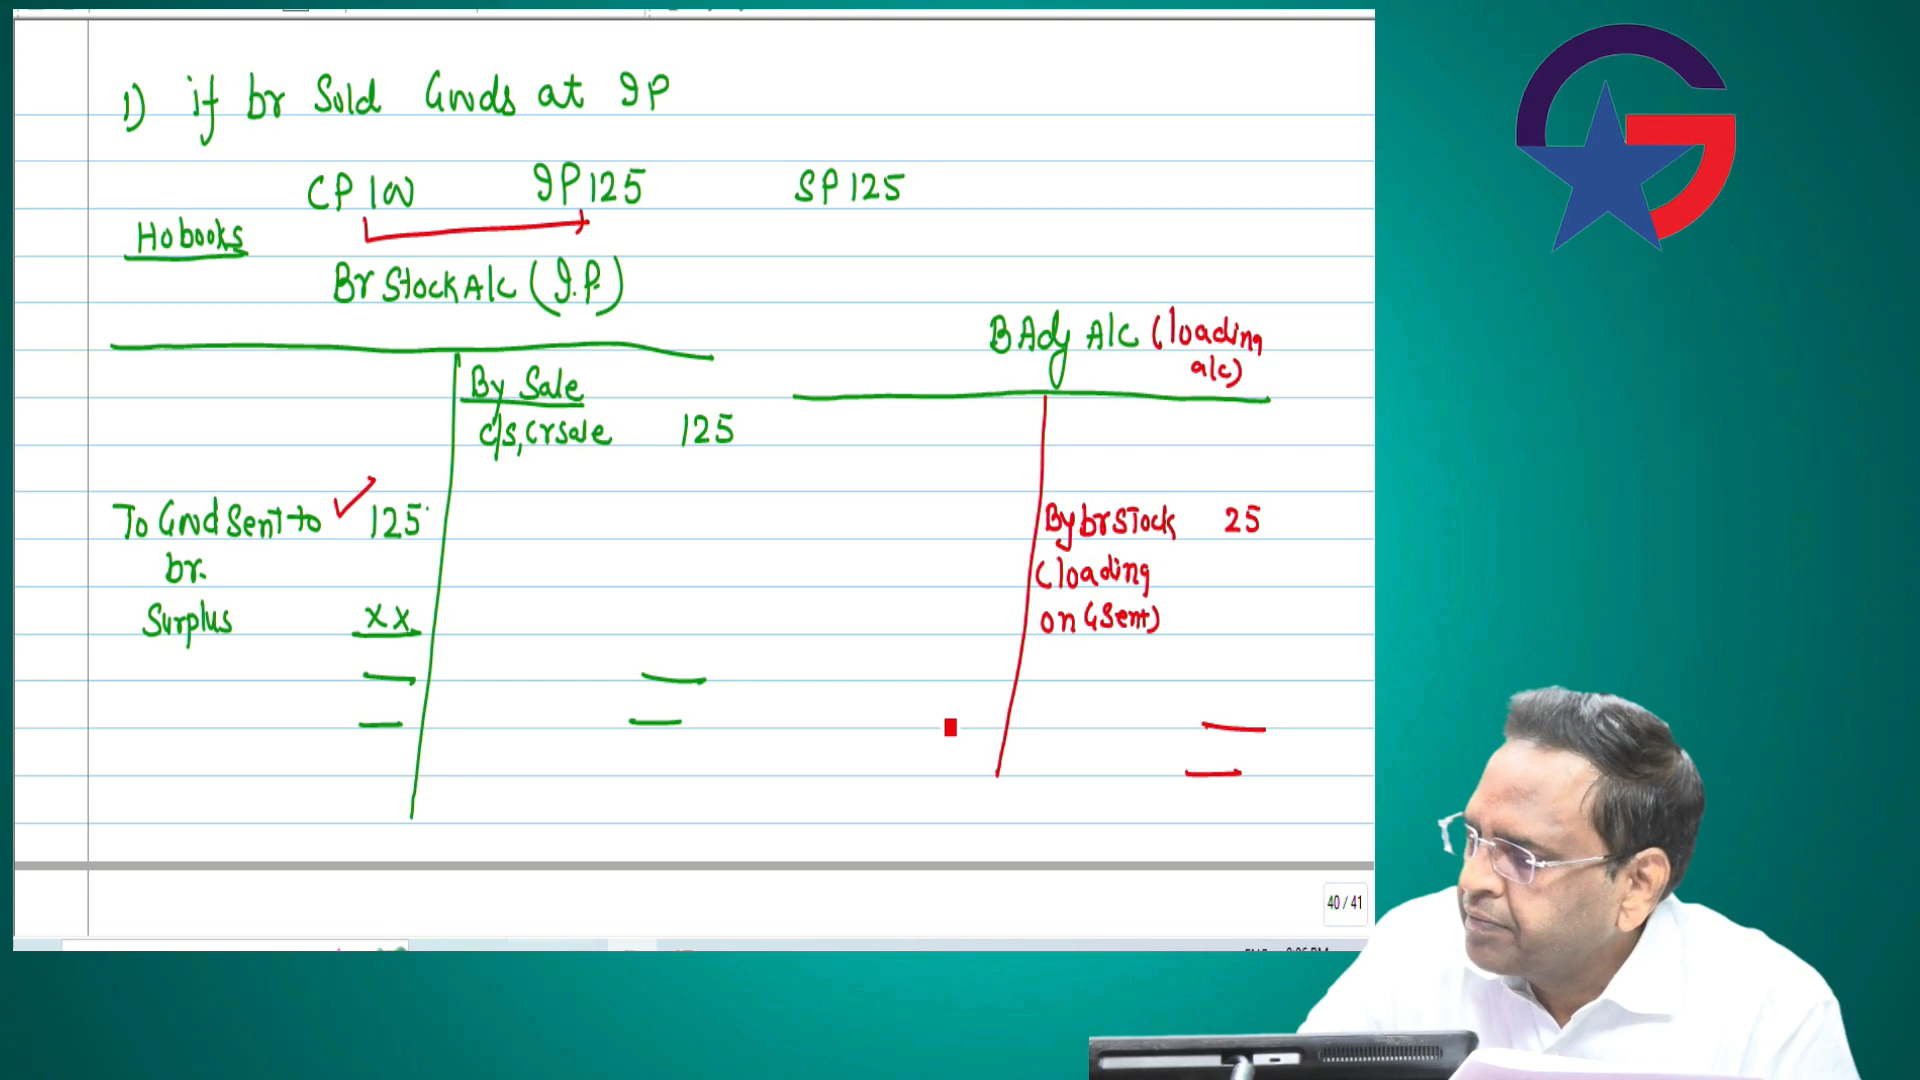 1) if br Sold Goods at IP
CP 100 IP 125 SP 125
Ho books
Br Stock A/c (I.P.)
B Adj A/c (loading
a/c)
By Sale
c/s, cr sale 125
To Good Sent to 125
br.
Surplus x x
By br stock 25
(loading
on G Sent)
40 / 41